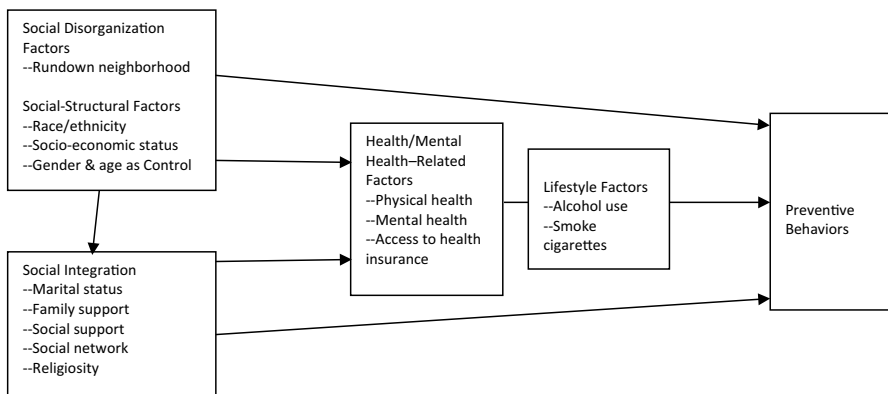 Social Disorganization
Factors
--Rundown neighborhood
Social-Structural Factors
--Race/ethnicity
--Socio-economic status
--Gender & age as Control
Social Integration
--Marital status
--Family support
--Social support
--Social network
--Religiosity
Health/Mental
Health–Related
Factors
--Physical health
--Mental health
--Access to health
insurance
Lifestyle Factors
--Alcohol use
--Smoke
cigarettes
Preventive
Behaviors